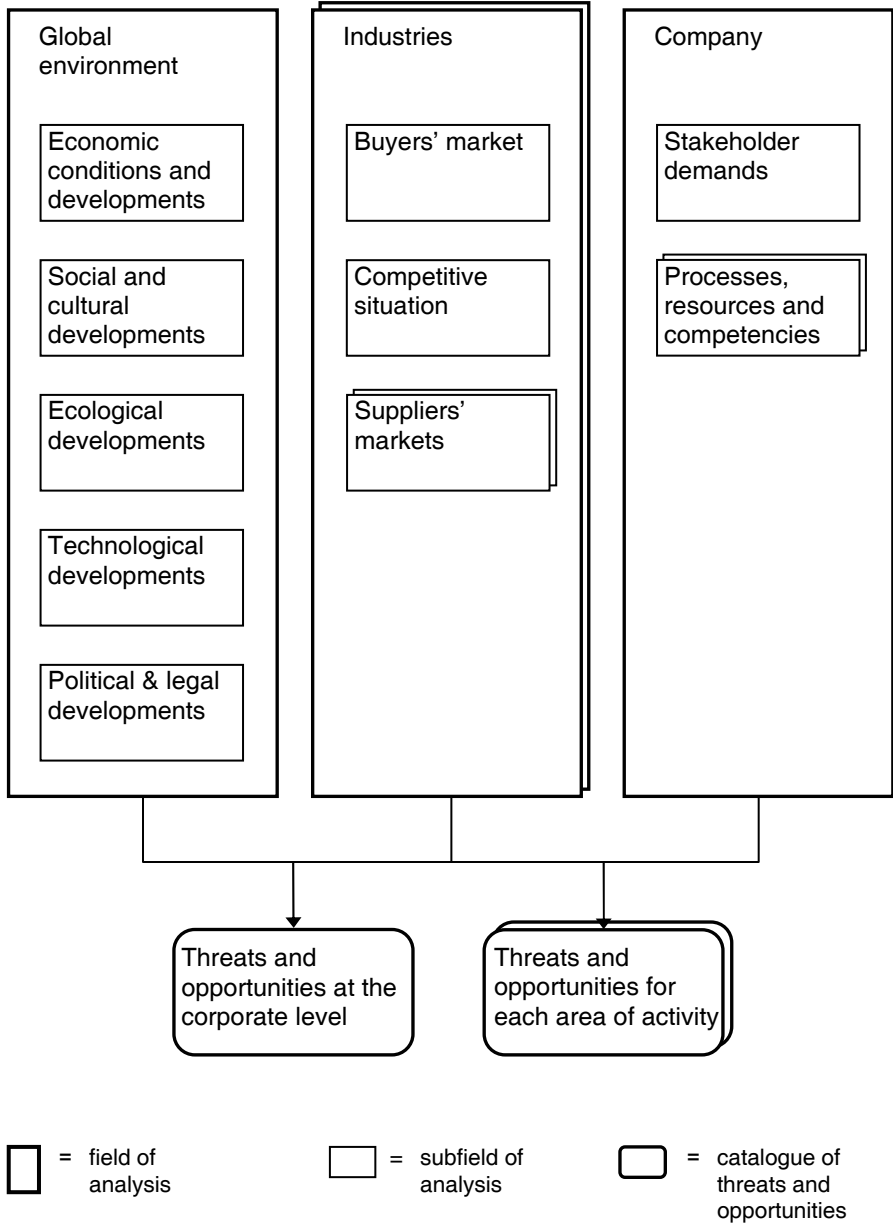 Global
environment
Economic
conditions and
developments
Social and
cultural
developments
Ecological
developments
Technological
developments
Political & legal
developments
Industries
Buyers’ market
Competitive
situation
Suppliers’
markets
Company
Stakeholder
demands
Processes,
resources and
competencies
Threats and
opportunities at the
corporate level
Threats and
opportunities for
each area of activity
= field of
analysis
= subfield of
analysis
= catalogue of
threats and
opportunities